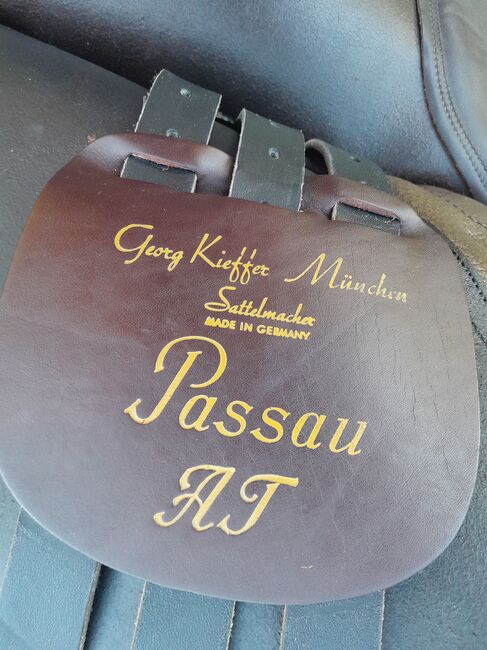 Georg Kieffer München
Sattelmacher
MADE IN GERMANY
Passau
AT